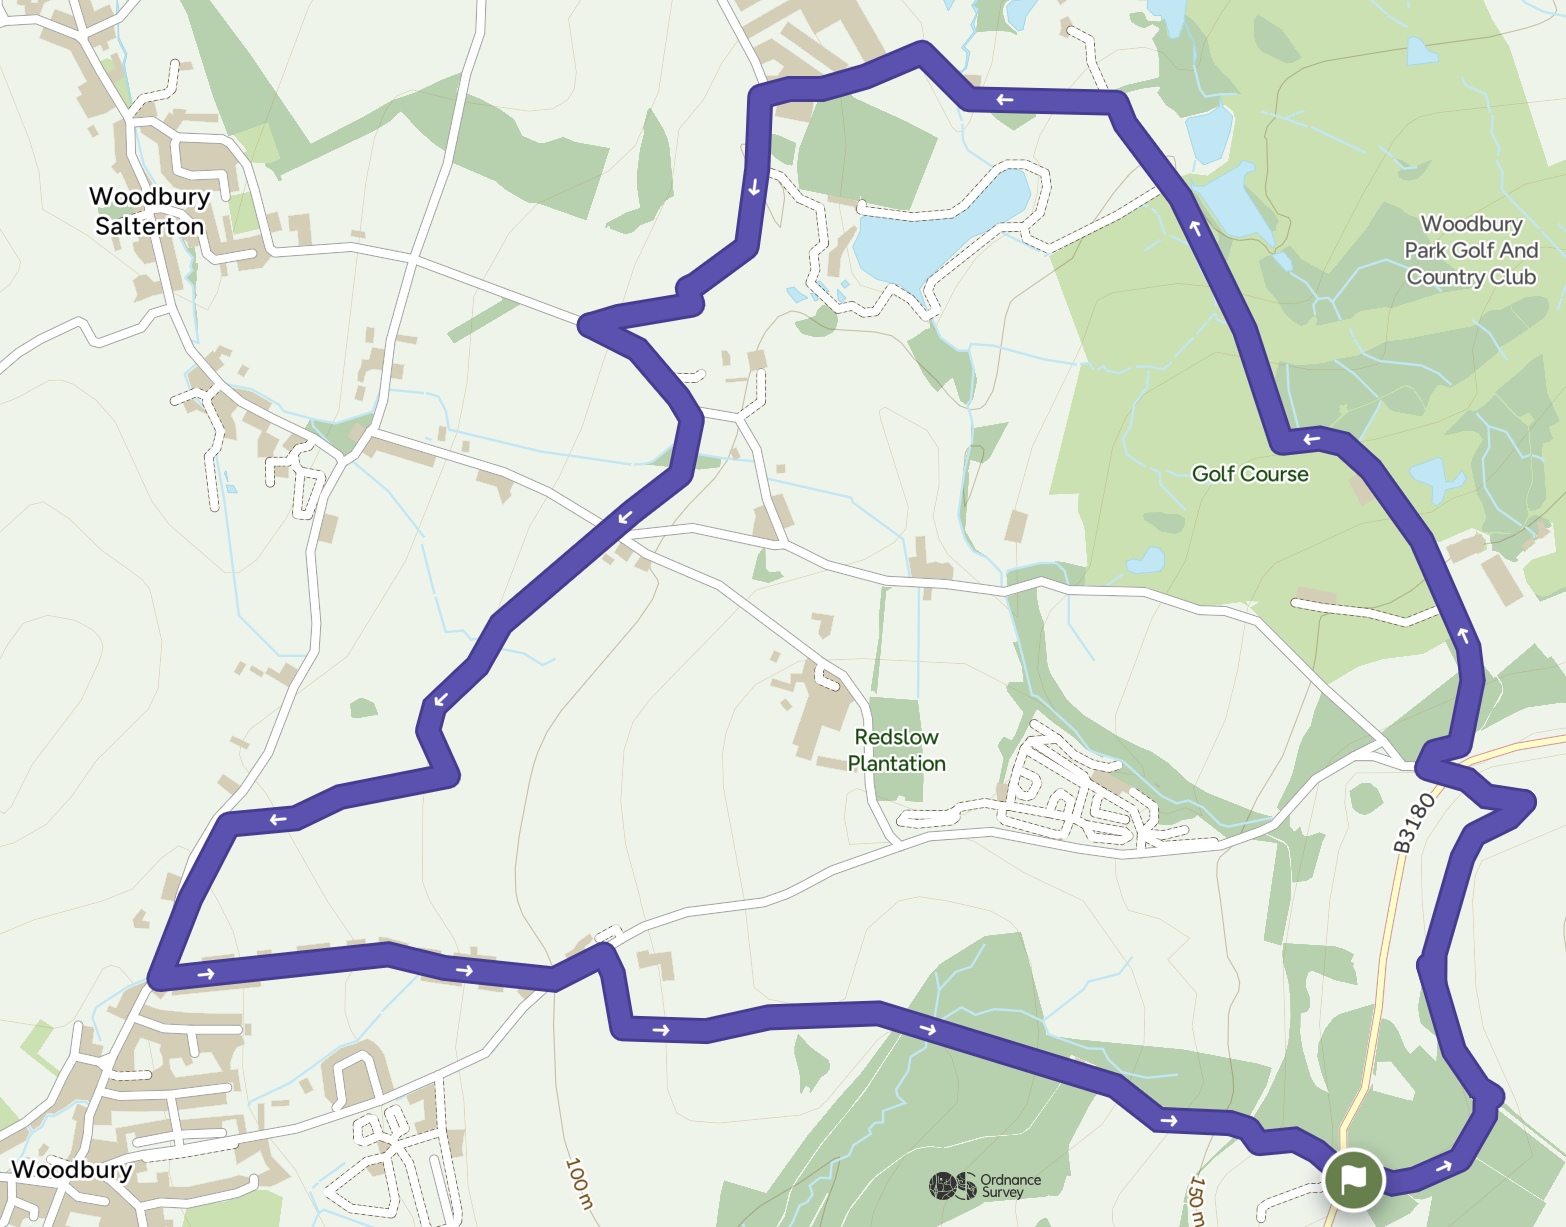 Woodbury
Salterton
Woodbury
Park Golf And
Country Club
Golf Course
Redslow
Plantation
B3180
Woodbury
100 m
Ordnance
Survey
150 m